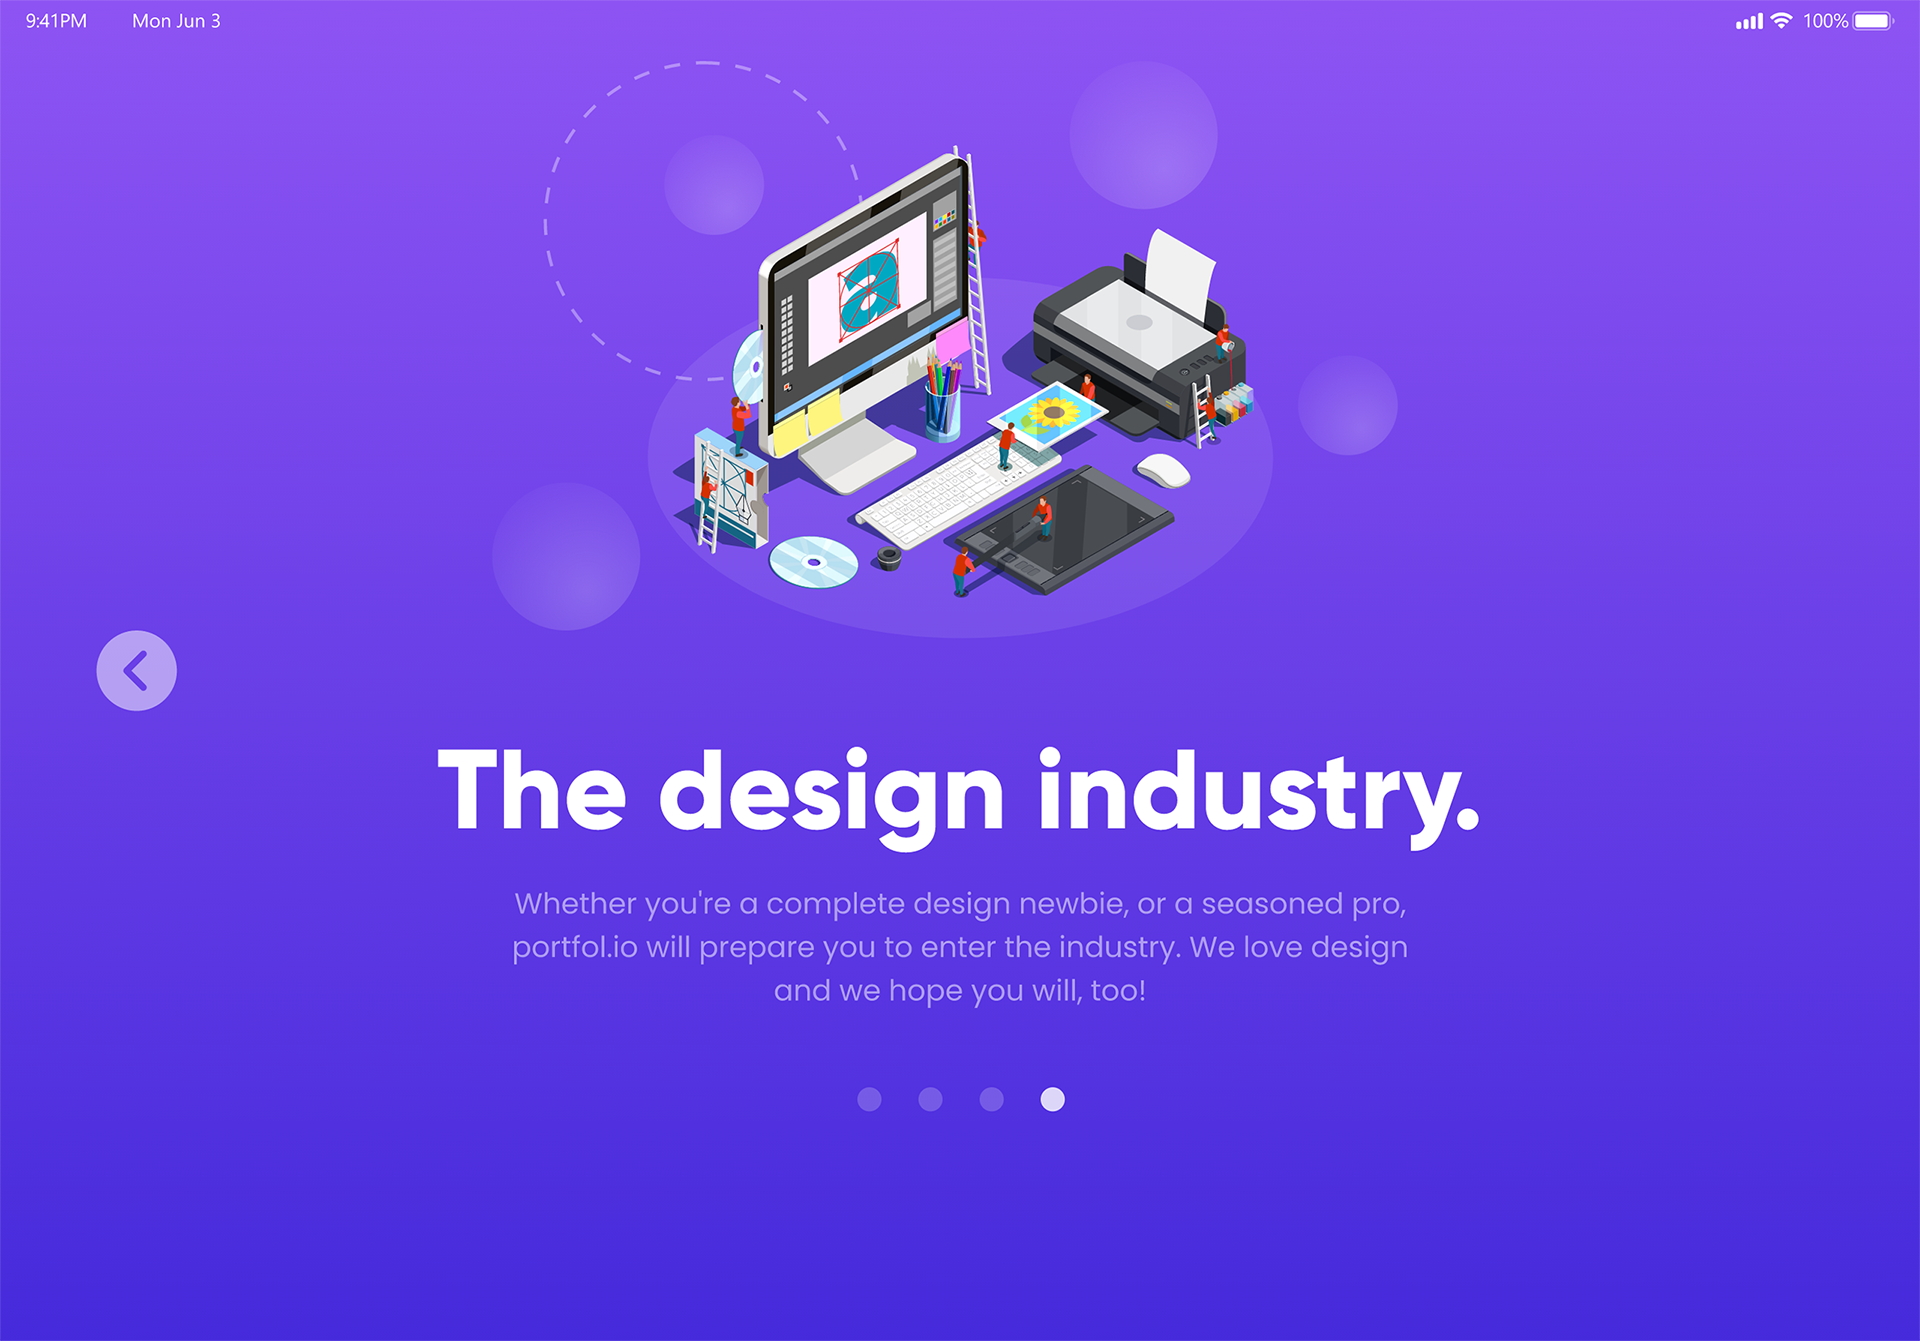 9:41PM Mon Jun 3 100%
a
The design industry.
Whether you're a complete design newbie, or a seasoned pro,
portfol.io will prepare you to enter the industry. We love design
and we hope you will, too!